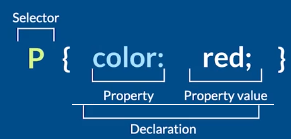 Selector
P { color: red; }
Property Property value
Declaration